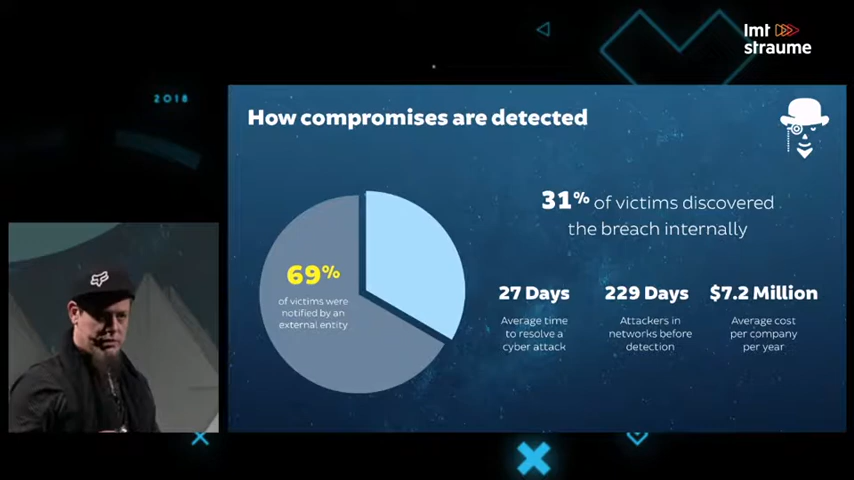 lmt
straume
2018
How compromises are detected
31% of victims discovered
the breach internally
69%
of victims were
notified by an
external entity
27 Days
Average time
to resolve a
cyber attack
229 Days
Attackers in
networks before
detection
$7.2 Million
Average cost
per company
per year